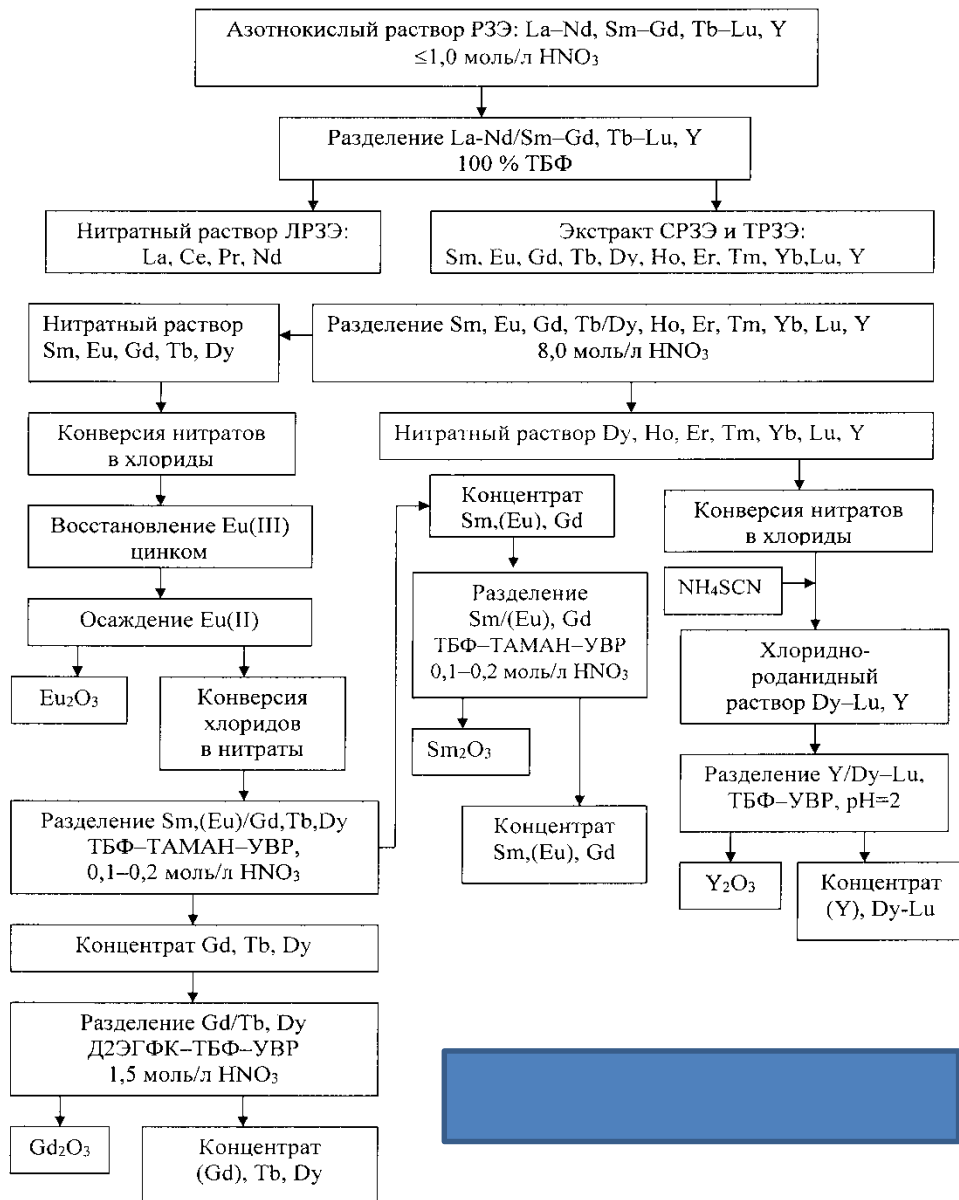 Азотнокислый раствор РЗЭ: La–Nd, Sm–Gd, Tb–Lu, Y
≤1,0 моль/л HNO₃
Разделение La-Nd/Sm–Gd, Tb–Lu, Y
100 % ТБФ
Нитратный раствор ЛРЗЭ:
La, Ce, Pr, Nd
Экстракт СРЗЭ и ТРЗЭ:
Sm, Eu, Gd, Tb, Dy, Ho, Er, Tm, Yb,Lu, Y
Нитратный раствор
Sm, Eu, Gd, Tb, Dy
Разделение Sm, Eu, Gd, Tb/Dy, Ho, Er, Tm, Yb, Lu, Y
8,0 моль/л HNO₃
Конверсия нитратов
в хлориды
Нитратный раствор Dy, Ho, Er, Tm, Yb, Lu, Y
Восстановление Eu(III)
цинком
Концентрат
Sm,(Eu), Gd
Конверсия нитратов
в хлориды
Осаждение Eu(II)
Разделение
Sm/(Eu), Gd
ТБФ–ТАМАН–УВР
0,1–0,2 моль/л HNO₃
NH₄SCN
Eu₂O₃
Конверсия
хлоридов
в нитраты
Хлоридно-
роданидный
раствор Dy–Lu, Y
Sm₂O₃
Разделение Sm,(Eu)/Gd,Tb,Dy
ТБФ–ТАМАН–УВР,
0,1–0,2 моль/л HNO₃
Концентрат
Sm,(Eu), Gd
Разделение Y/Dy–Lu,
ТБФ–УВР, pH=2
Y₂O₃
Концентрат
(Y), Dy-Lu
Концентрат Gd, Tb, Dy
Разделение Gd/Tb, Dy
Д2ЭГФК–ТБФ–УВР
1,5 моль/л HNO₃
Gd₂O₃
Концентрат
(Gd), Tb, Dy